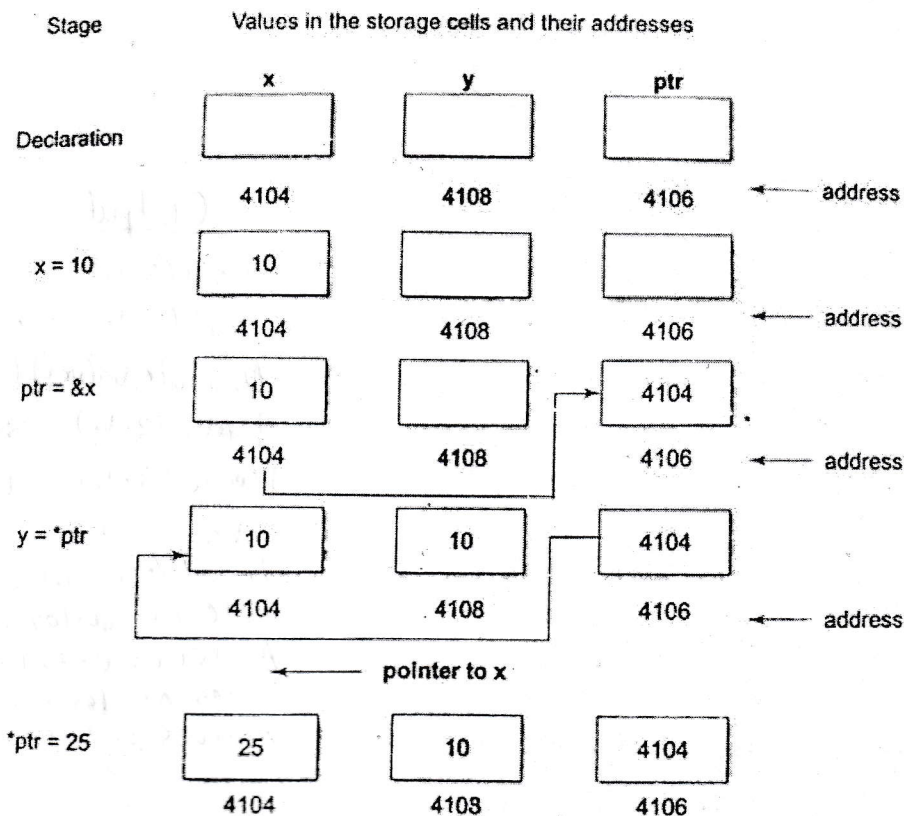 Stage Values in the storage cells and their addresses
x y ptr
Declaration
4104 4108 4106 address
x = 10 10
4104 4108 4106 address
ptr = &x 10 4104
4104 4108 4106 address
y = *ptr 10 10 4104
4104 4108 4106 address
pointer to x
*ptr = 25 25 10 4104
4104 4108 4106